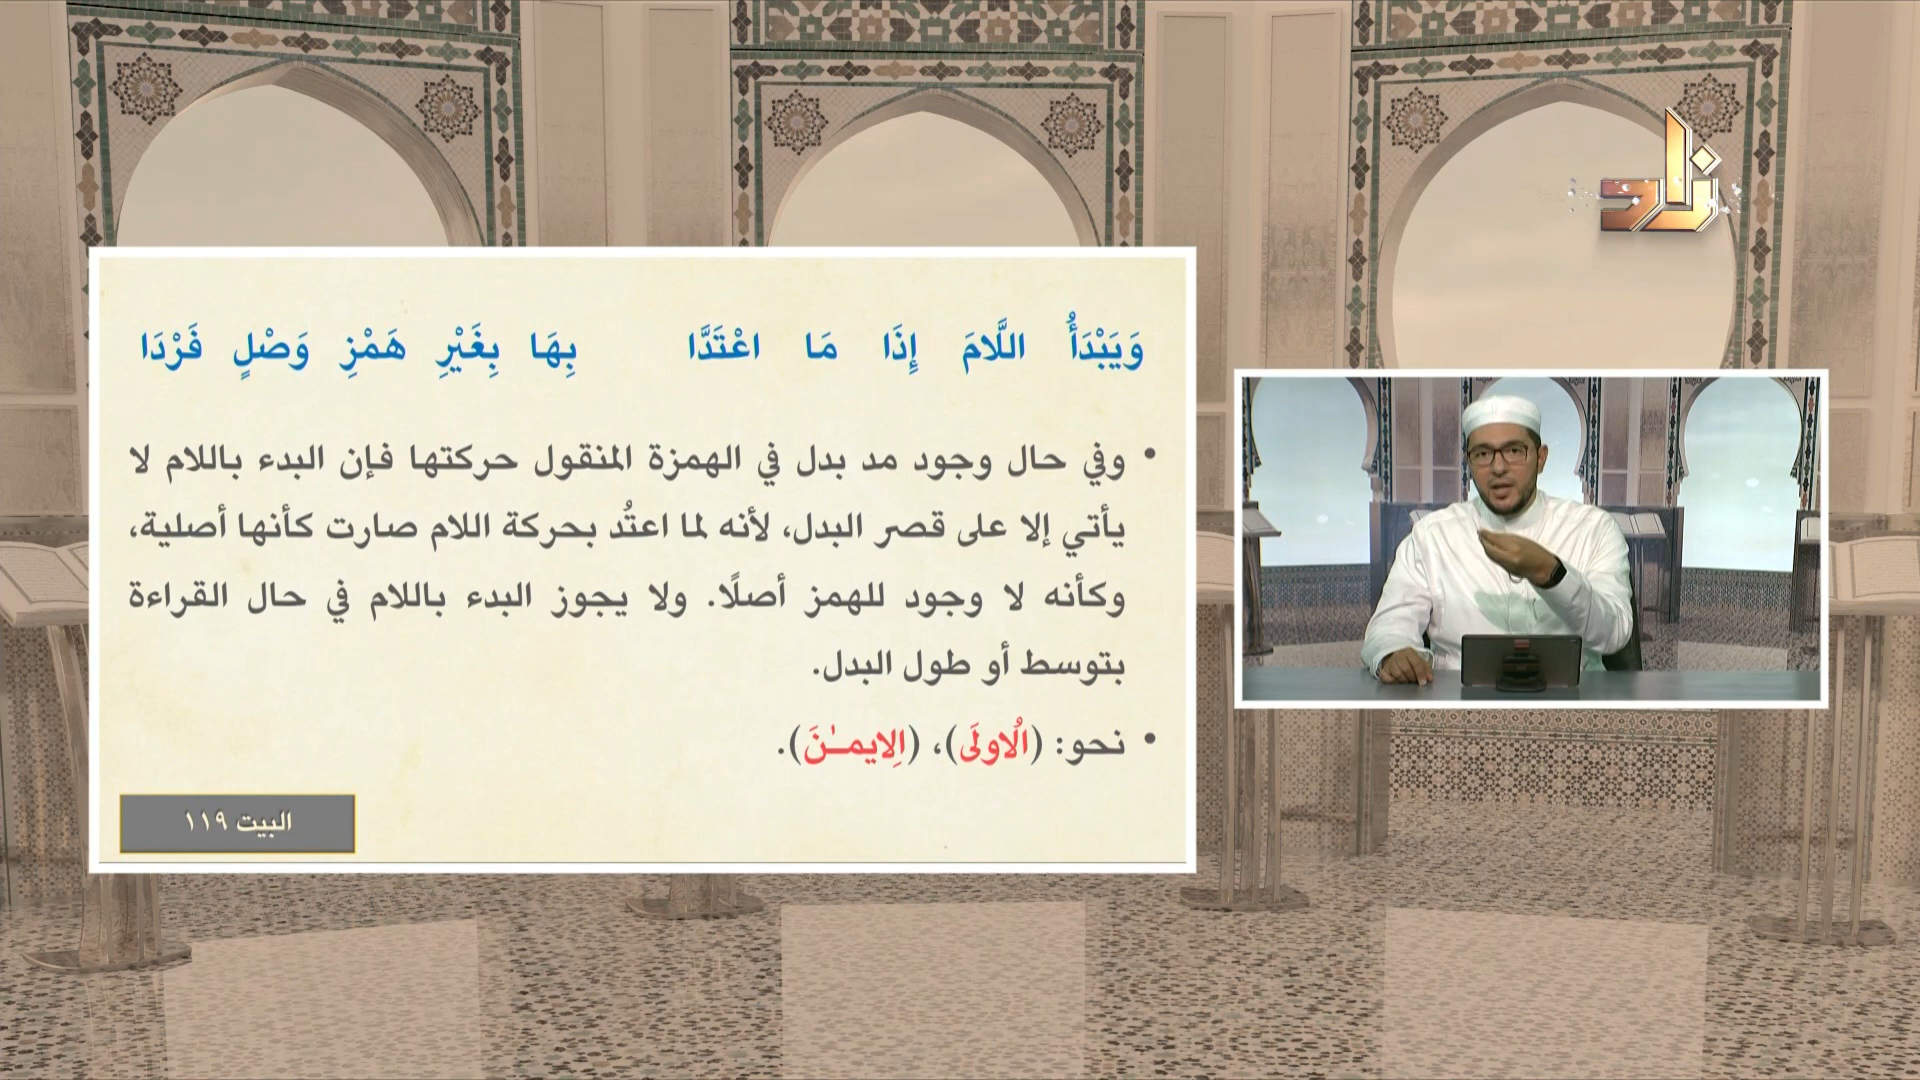 زاد
وَيَبْدَأُ اللَّامَ إِذَا مَا اعْتَدَّا بِهَا بِغَيْرِ هَمْزِ وَصْلٍ فَرْدَا
• وفي حال وجود مد بدل في الهمزة المنقول حركتها فإن البدء باللام لا
يأتي إلا على قصر البدل، لأنه لما اعتُد بحركة اللام صارت كأنها أصلية،
وكأنه لا وجود للهمز أصلًا. ولا يجوز البدء باللام في حال القراءة
بتوسط أو طول البدل.
• نحو: (اُلُاولَى)، (اِلِايمـٰنَ).
البيت ١١٩